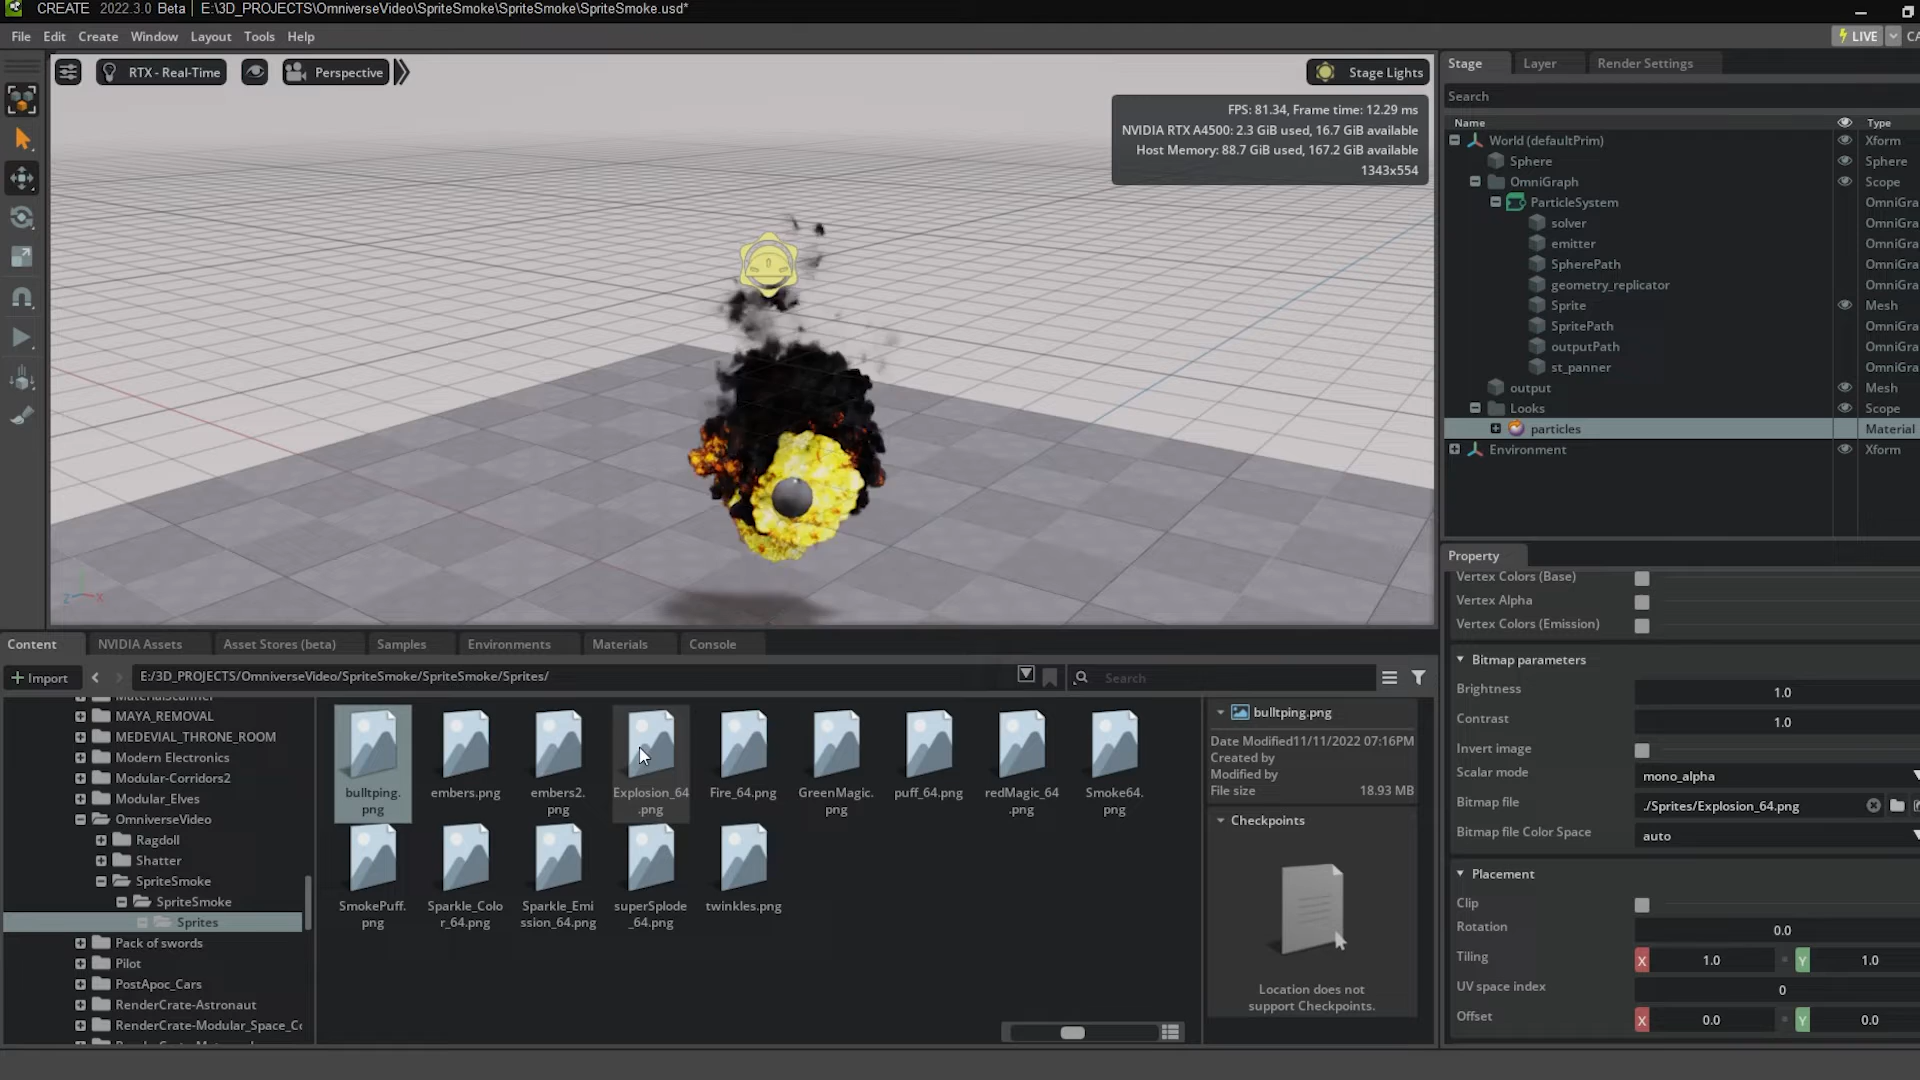 CREATE 2022.3.0 Beta | E:\3D_PROJECTS\OmniverseVideo\SpriteSmoke\SpriteSmoke\SpriteSmoke.usd*
File Edit Create Window Layout Tools Help
LIVE
CA
RTX - Real-Time
Perspective
Stage Lights
FPS: 81.34, Frame time: 12.29 ms
NVIDIA RTX A4500: 2.3 GiB used, 16.7 GiB available
Host Memory: 88.7 GiB used, 167.2 GiB available
1343x554
Z X
Stage Layer Render Settings
Search
Name Type
World (defaultPrim) Xform
Sphere Sphere
OmniGraph Scope
ParticleSystem OmniGra
solver OmniGra
emitter OmniGra
SpherePath OmniGra
geometry_replicator OmniGra
Sprite Mesh
SpritePath OmniGra
outputPath OmniGra
st_panner OmniGra
output Mesh
Looks Scope
particles Material
Environment Xform
Property
Vertex Colors (Base)
Vertex Alpha
Vertex Colors (Emission)
Bitmap parameters
Brightness 1.0
Contrast 1.0
Invert image
Scalar mode mono_alpha
Bitmap file ./Sprites/Explosion_64.png
Bitmap file Color Space auto
Placement
Clip
Rotation 0.0
Tiling X 1.0 Y 1.0
UV space index 0
Offset X 0.0 Y 0.0
Content NVIDIA Assets Asset Stores (beta) Samples Environments Materials Console
+ Import
E:/3D_PROJECTS/OmniverseVideo/SpriteSmoke/SpriteSmoke/Sprites/
Search
MAYA_REMOVAL
MEDEVIAL_THRONE_ROOM
Modern Electronics
Modular-Corridors2
Modular_Elves
OmniverseVideo
Ragdoll
Shatter
SpriteSmoke
SpriteSmoke
Sprites
Pack of swords
Pilot
PostApoc_Cars
RenderCrate-Astronaut
RenderCrate-Modular_Space_Cc
bulltping.
png
embers.png
embers2.
png
Explosion_64
.png
Fire_64.png
GreenMagic.
png
puff_64.png
redMagic_64
.png
Smoke64.
png
SmokePuff.
png
Sparkle_Colo
r_64.png
Sparkle_Emi
ssion_64.png
superSplode
_64.png
twinkles.png
bulltping.png
Date Modified11/11/2022 07:16PM
Created by
Modified by
File size 18.93 MB
Checkpoints
Location does not
support Checkpoints.